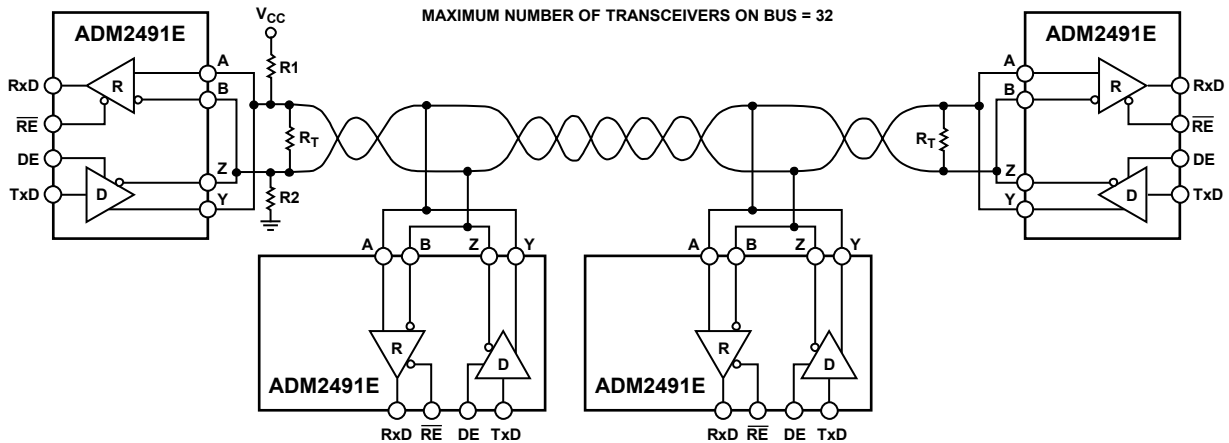 MAXIMUM NUMBER OF TRANSCEIVERS ON BUS = 32
ADM2491E
A
B
Z
Y
R
D
RxD
RE
DE
TxD
VCC
R1
RT
R2
RT
ADM2491E
A
B
Z
Y
R
D
RxD
RE
DE
TxD
A B Z Y
R
D
ADM2491E
RxD RE DE TxD
A B Z Y
R
D
ADM2491E
RxD RE DE TxD